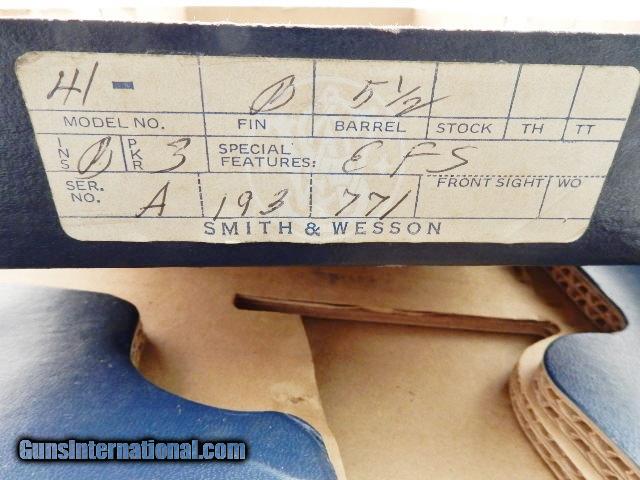 41-  5 1/2
MODEL NO. FIN BARREL STOCK TH TT
INS PKR 3 SPECIAL FEATURES: EFS
SER. NO. A 193 771 FRONT SIGHT WO
SMITH & WESSON
GunsInternational.com